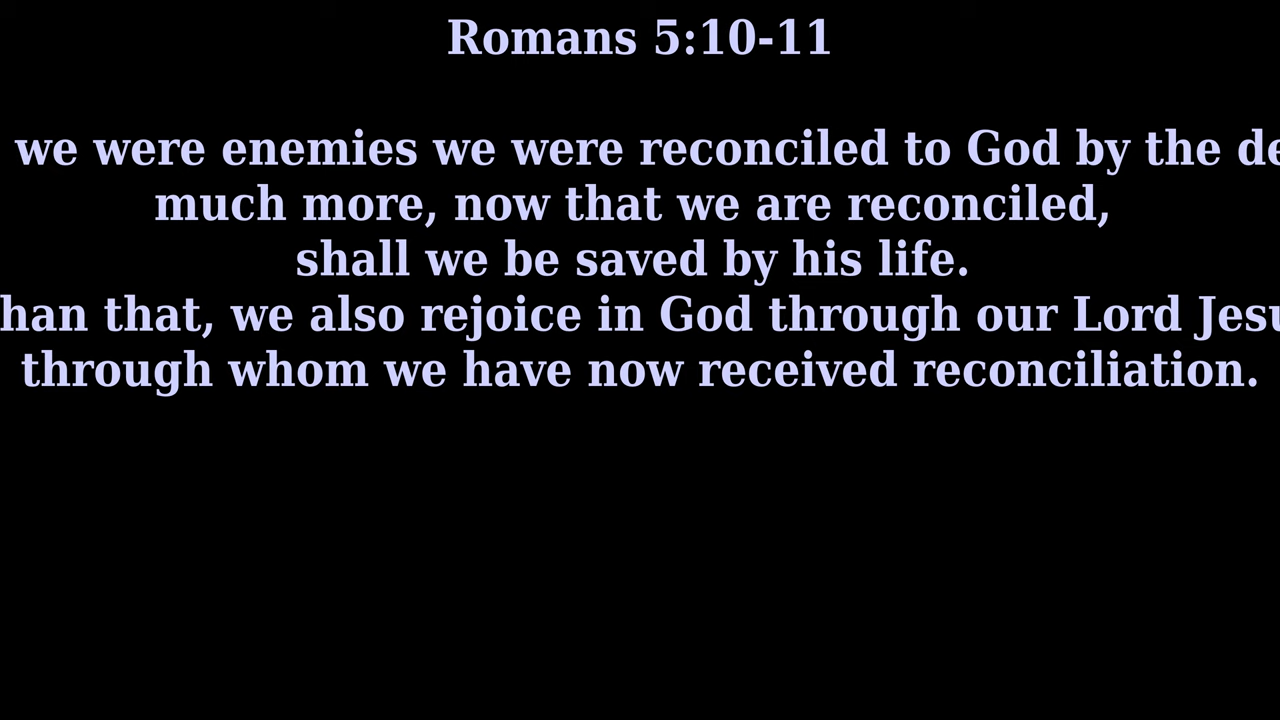 Romans 5:10-11
we were enemies we were reconciled to God by the
much more, now that we are reconciled,
shall we be saved by his life.
that, we also rejoice in God through our Lord
through whom we have now received reconciliation.